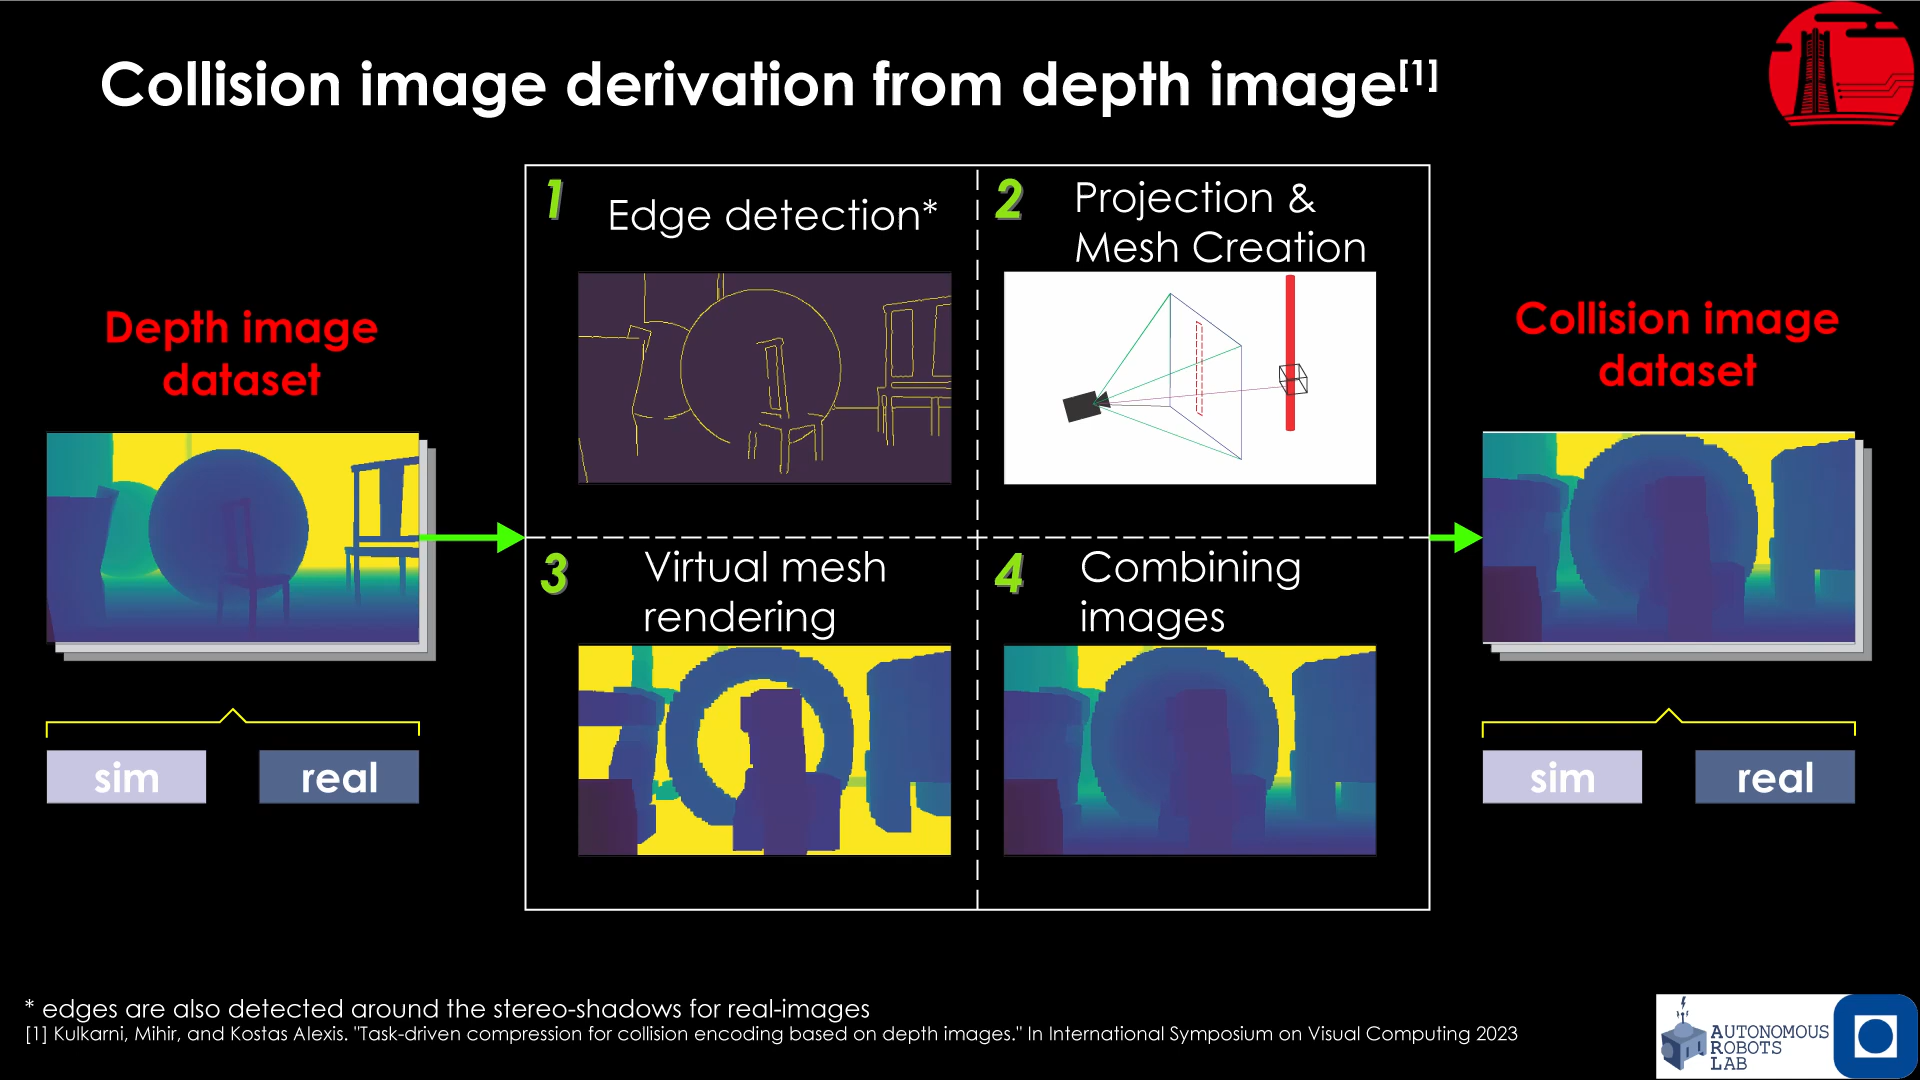 Collision image derivation from depth image[1]
Depth image
dataset
sim
real
1
Edge detection*
2
Projection &
Mesh Creation
3
Virtual mesh
rendering
4
Combining
images
Collision image
dataset
sim
real
* edges are also detected around the stereo-shadows for real-images
[1] Kulkarni, Mihir, and Kostas Alexis. "Task-driven compression for collision encoding based on depth images." In International Symposium on Visual Computing 2023
AUTONOMOUS
ROBOTS
LAB